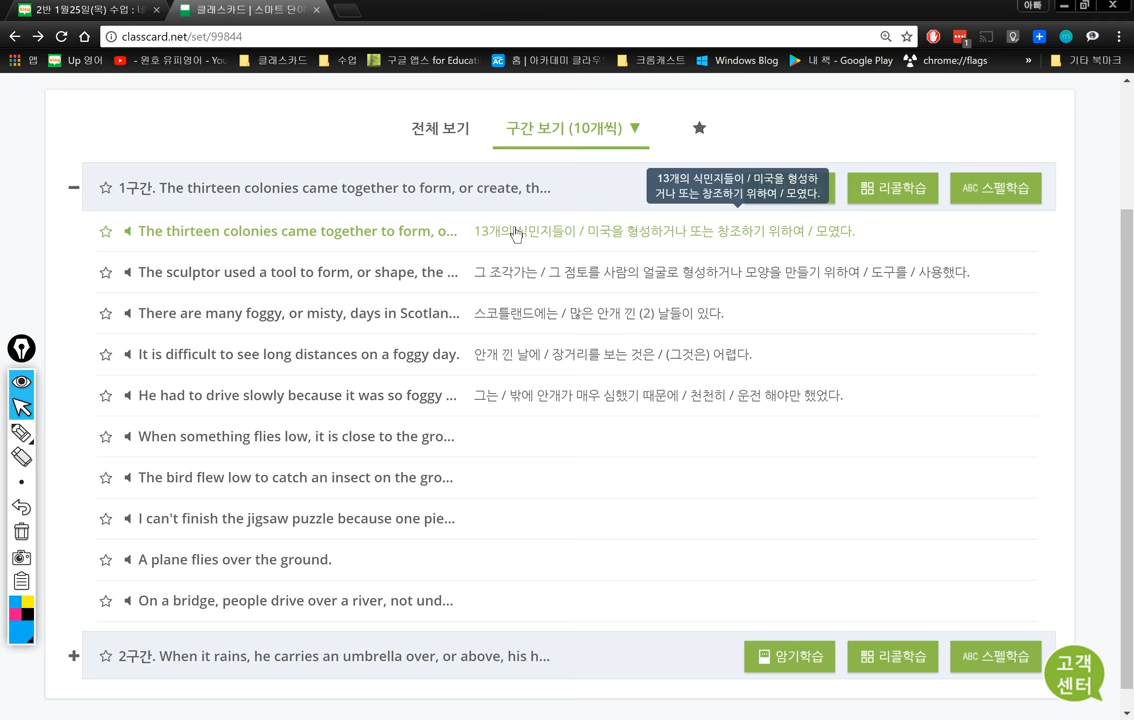 2반 1월25일(목) 수업 : 네
클래스카드 | 스마트 단어
아빠
classcard.net/set/99844
앱
Up 영어
- 원호 유피영어 - You
클래스카드
수업
구글 앱스 for Educati
홈 | 아카데미 클라우드
크롬캐스트
Windows Blog
내 책 - Google Play
chrome://flags
»
기타 북마크
전체 보기
구간 보기 (10개씩) ▼
1구간. The thirteen colonies came together to form, or create, th...
13개의 식민지들이 / 미국을 형성하
거나 또는 창조하기 위하여 / 모였다.
리콜학습
ABC 스펠학습
The thirteen colonies came together to form, o...
13개의 식민지들이 / 미국을 형성하거나 또는 창조하기 위하여 / 모였다.
The sculptor used a tool to form, or shape, the ...
그 조각가는 / 그 점토를 사람의 얼굴로 형성하거나 모양을 만들기 위하여 / 도구를 / 사용했다.
There are many foggy, or misty, days in Scotlan...
스코틀랜드에는 / 많은 안개 낀 (2) 날들이 있다.
It is difficult to see long distances on a foggy day.
안개 낀 날에 / 장거리를 보는 것은 / (그것은) 어렵다.
He had to drive slowly because it was so foggy ...
그는 / 밖에 안개가 매우 심했기 때문에 / 천천히 / 운전 해야만 했었다.
When something flies low, it is close to the gro...
The bird flew low to catch an insect on the gro...
I can't finish the jigsaw puzzle because one pie...
A plane flies over the ground.
On a bridge, people drive over a river, not und...
2구간. When it rains, he carries an umbrella over, or above, his h...
암기학습
리콜학습
ABC 스펠학습
고객
센터